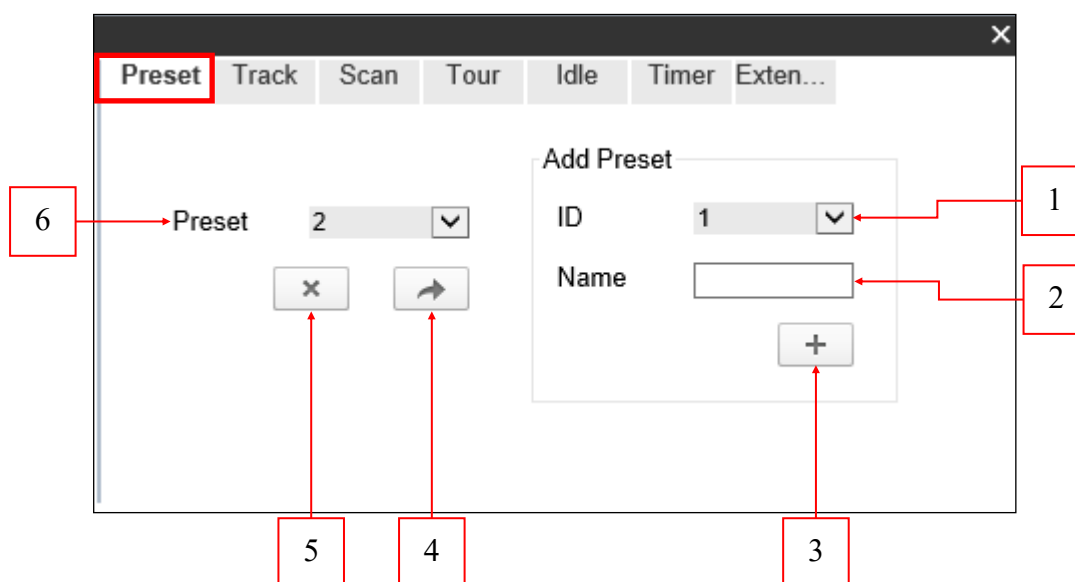 Preset Track Scan Tour Idle Timer Exten...
Add Preset
6 Preset 2
ID 1 1
Name 2
5 4 3